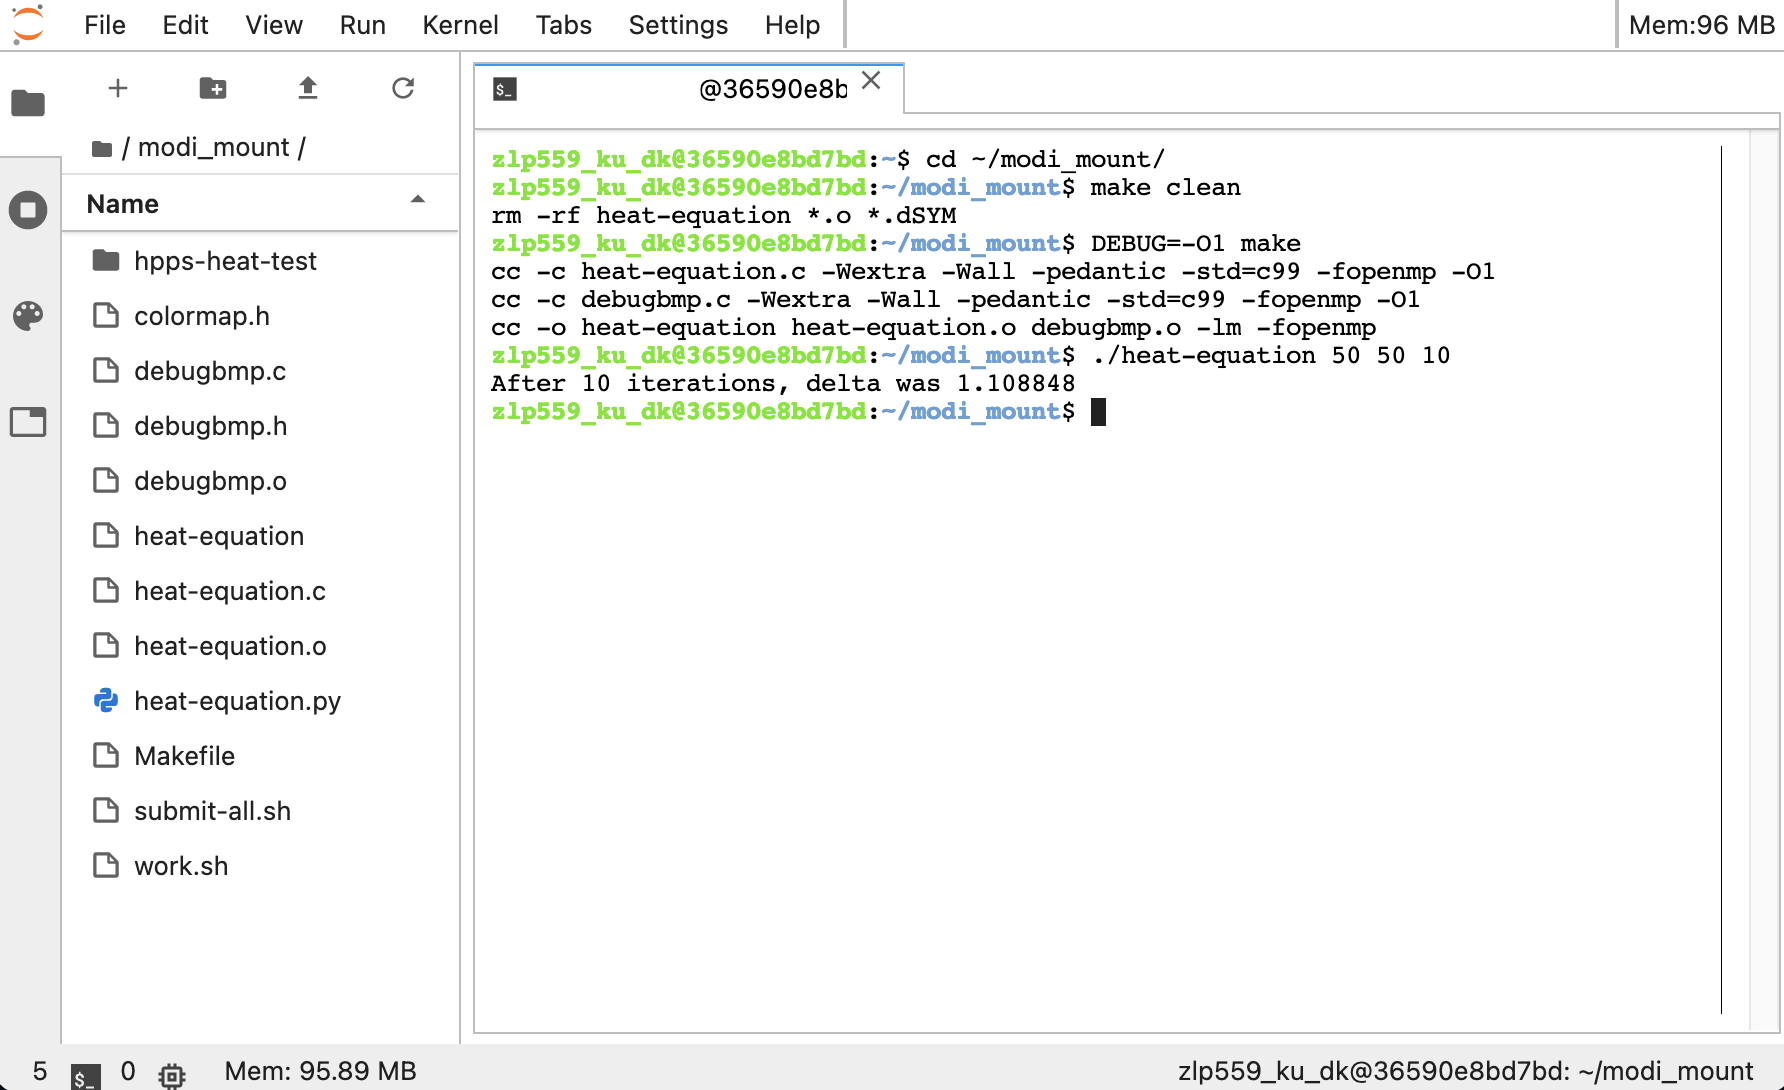 File Edit View Run Kernel Tabs Settings Help
Mem:96 MB
/ modi_mount /
Name
hpps-heat-test
colormap.h
debugbmp.c
debugbmp.h
debugbmp.o
heat-equation
heat-equation.c
heat-equation.o
heat-equation.py
Makefile
submit-all.sh
work.sh
$_ @36590e8b
zlp559_ku_dk@36590e8bd7bd:~$ cd ~/modi_mount/
zlp559_ku_dk@36590e8bd7bd:~/modi_mount$ make clean
rm -rf heat-equation *.o *.dSYM
zlp559_ku_dk@36590e8bd7bd:~/modi_mount$ DEBUG=-O1 make
cc -c heat-equation.c -Wextra -Wall -pedantic -std=c99 -fopenmp -O1
cc -c debugbmp.c -Wextra -Wall -pedantic -std=c99 -fopenmp -O1
cc -o heat-equation heat-equation.o debugbmp.o -lm -fopenmp
zlp559_ku_dk@36590e8bd7bd:~/modi_mount$ ./heat-equation 50 50 10
After 10 iterations, delta was 1.108848
zlp559_ku_dk@36590e8bd7bd:~/modi_mount$
5 $_ 0 Mem: 95.89 MB
zlp559_ku_dk@36590e8bd7bd: ~/modi_mount